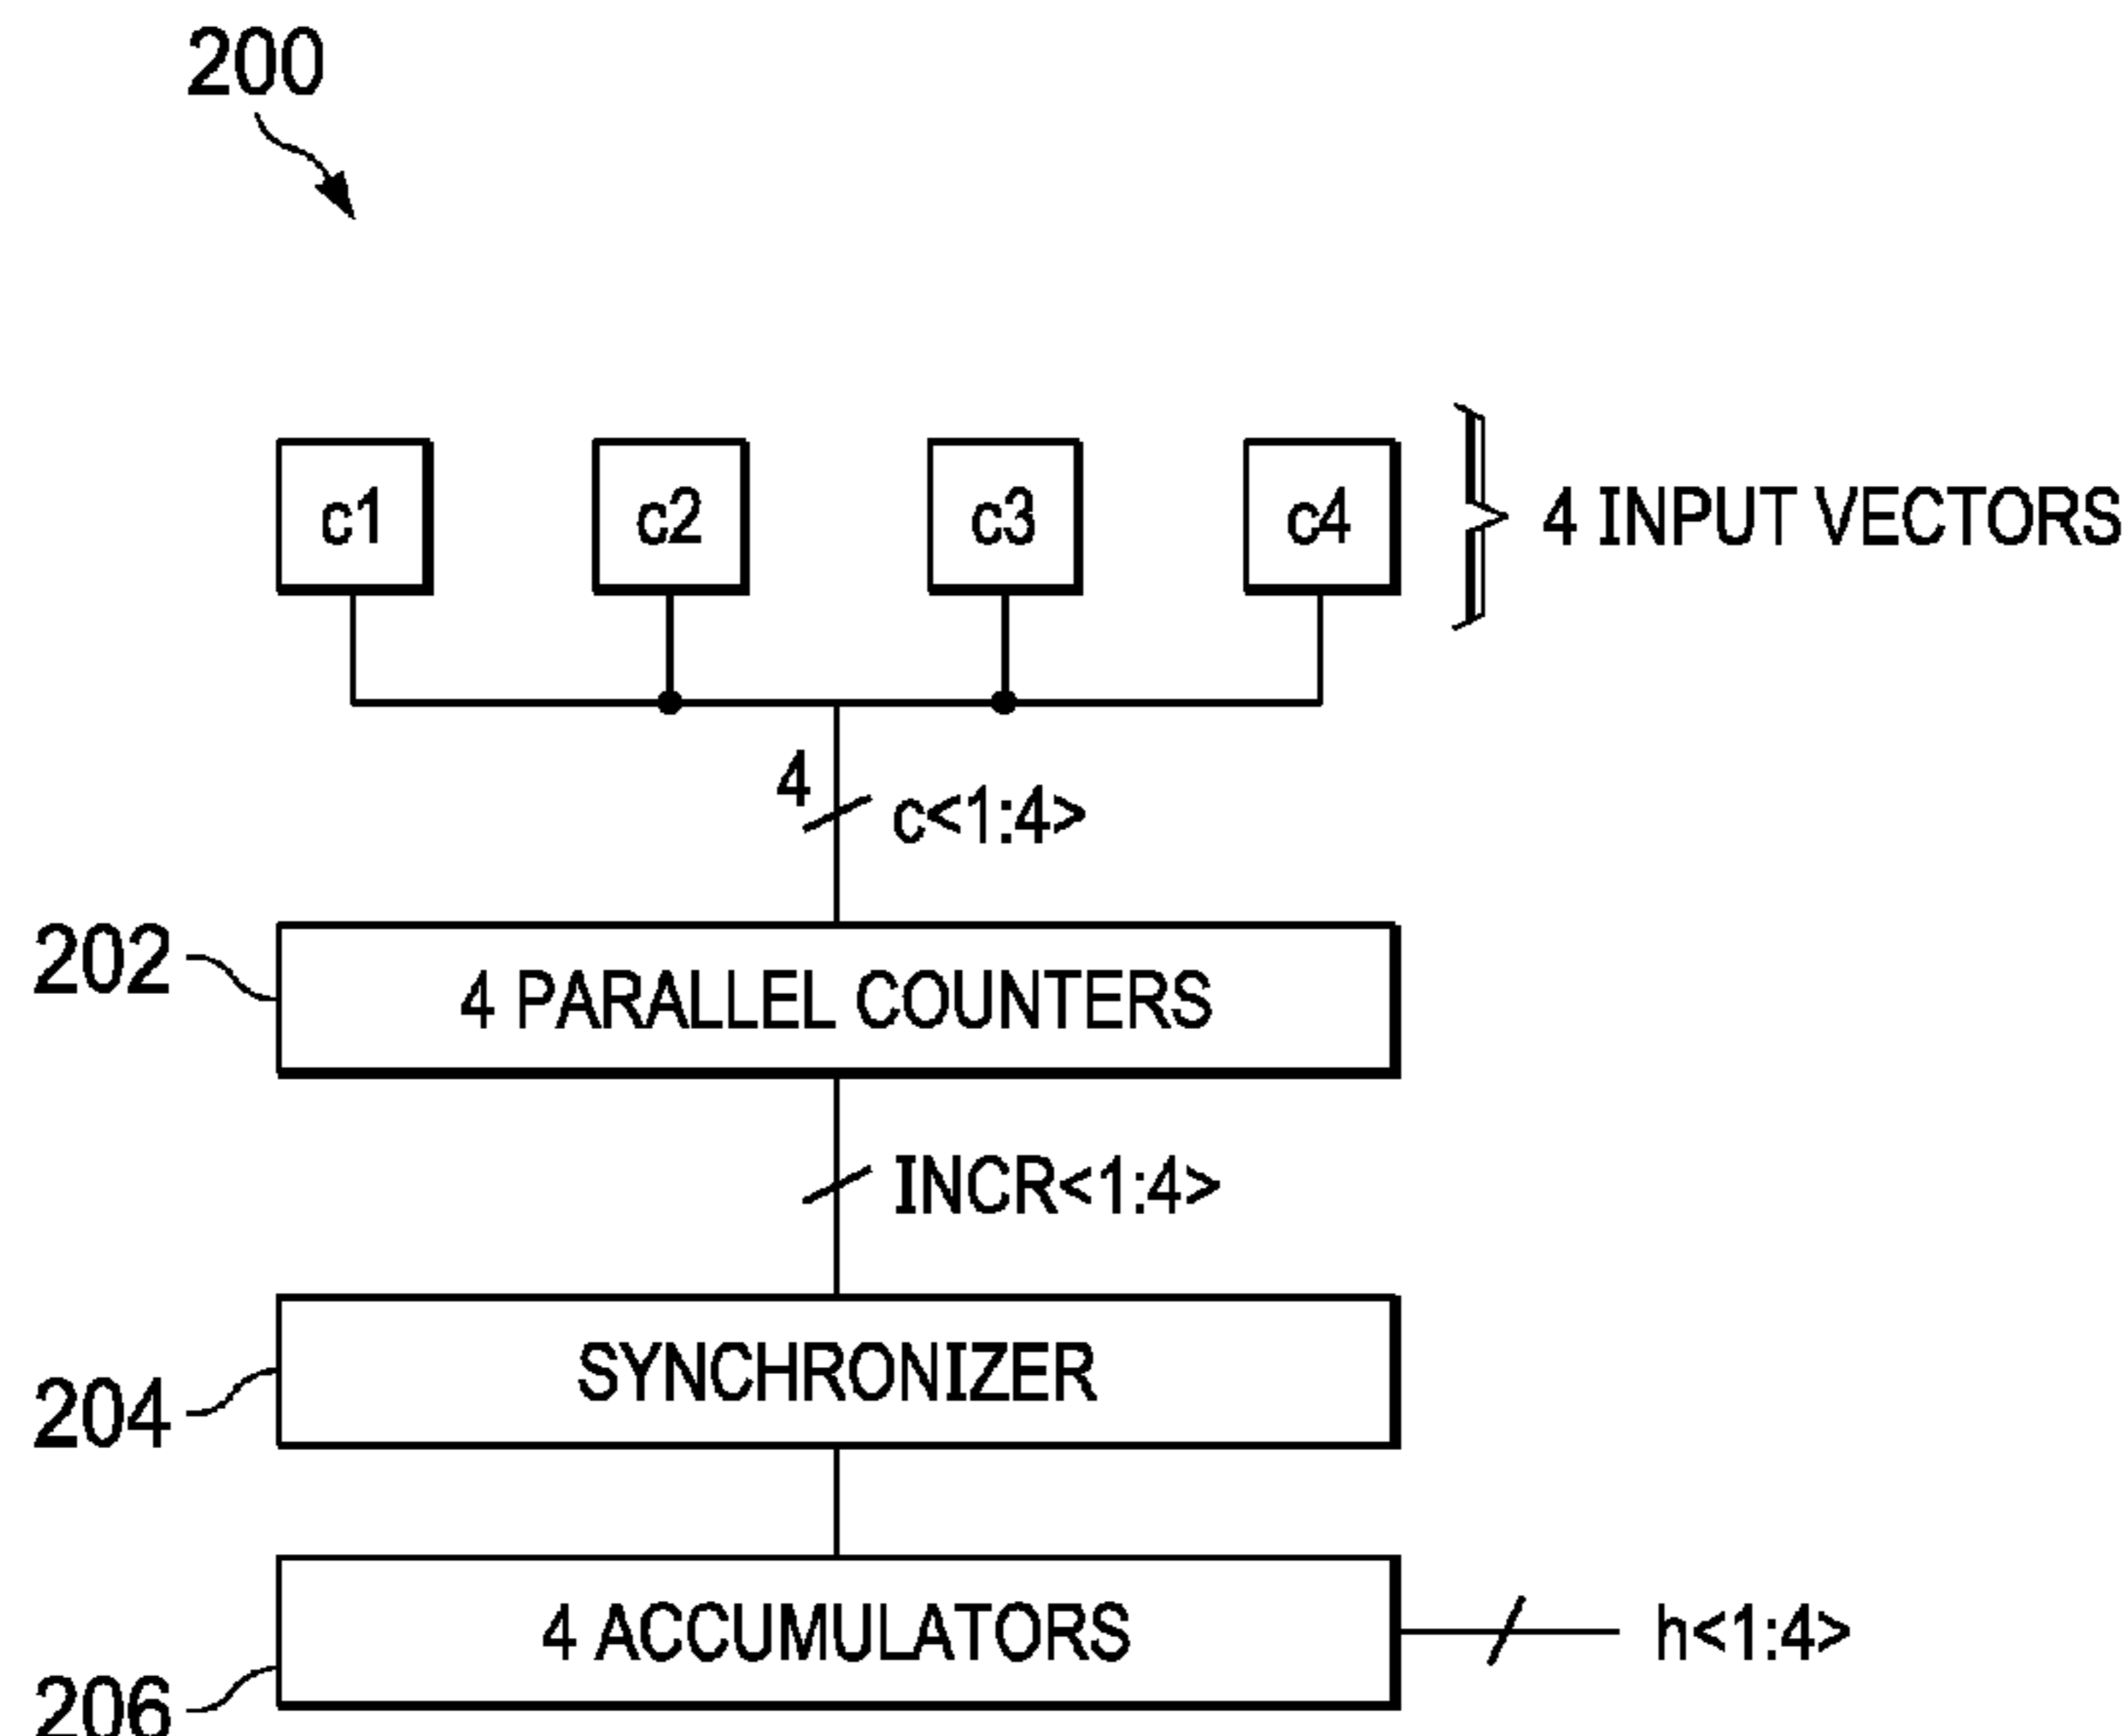 200
c1 c2 c3 c4 4 INPUT VECTORS
4
c<1:4>
202 4 PARALLEL COUNTERS
INCR<1:4>
204 SYNCHRONIZER
206 4 ACCUMULATORS h<1:4>